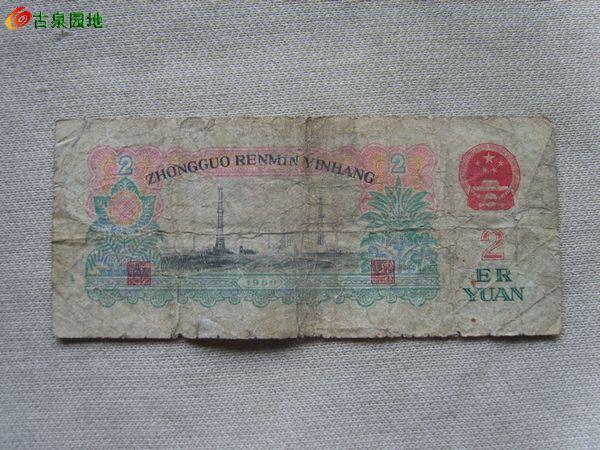 古泉园地
2 2
ZHONGGUO RENMIN YINHANG
1960
2
ER
YUAN